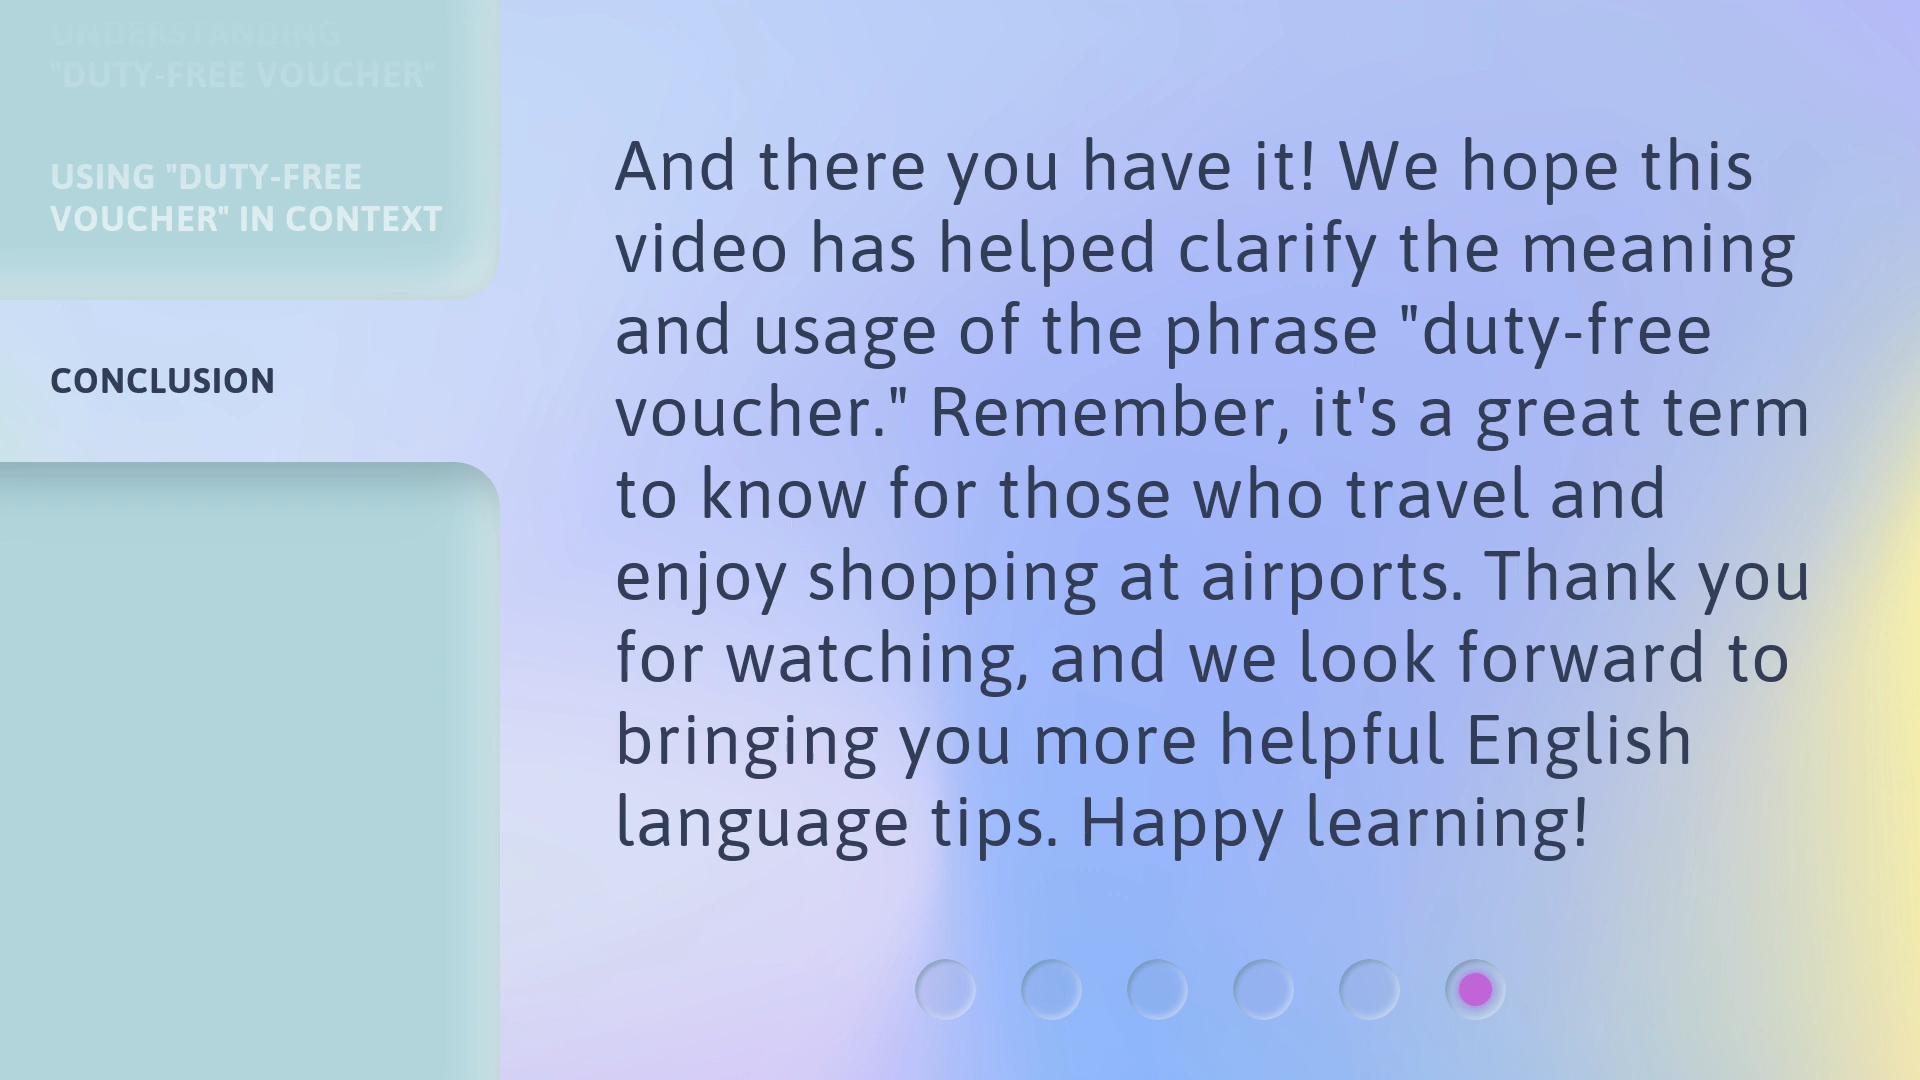 UNDERSTANDING
"DUTY-FREE VOUCHER"
USING "DUTY-FREE
VOUCHER" IN CONTEXT
CONCLUSION
And there you have it! We hope this
video has helped clarify the meaning
and usage of the phrase "duty-free
voucher." Remember, it's a great term
to know for those who travel and
enjoy shopping at airports. Thank you
for watching, and we look forward to
bringing you more helpful English
language tips. Happy learning!